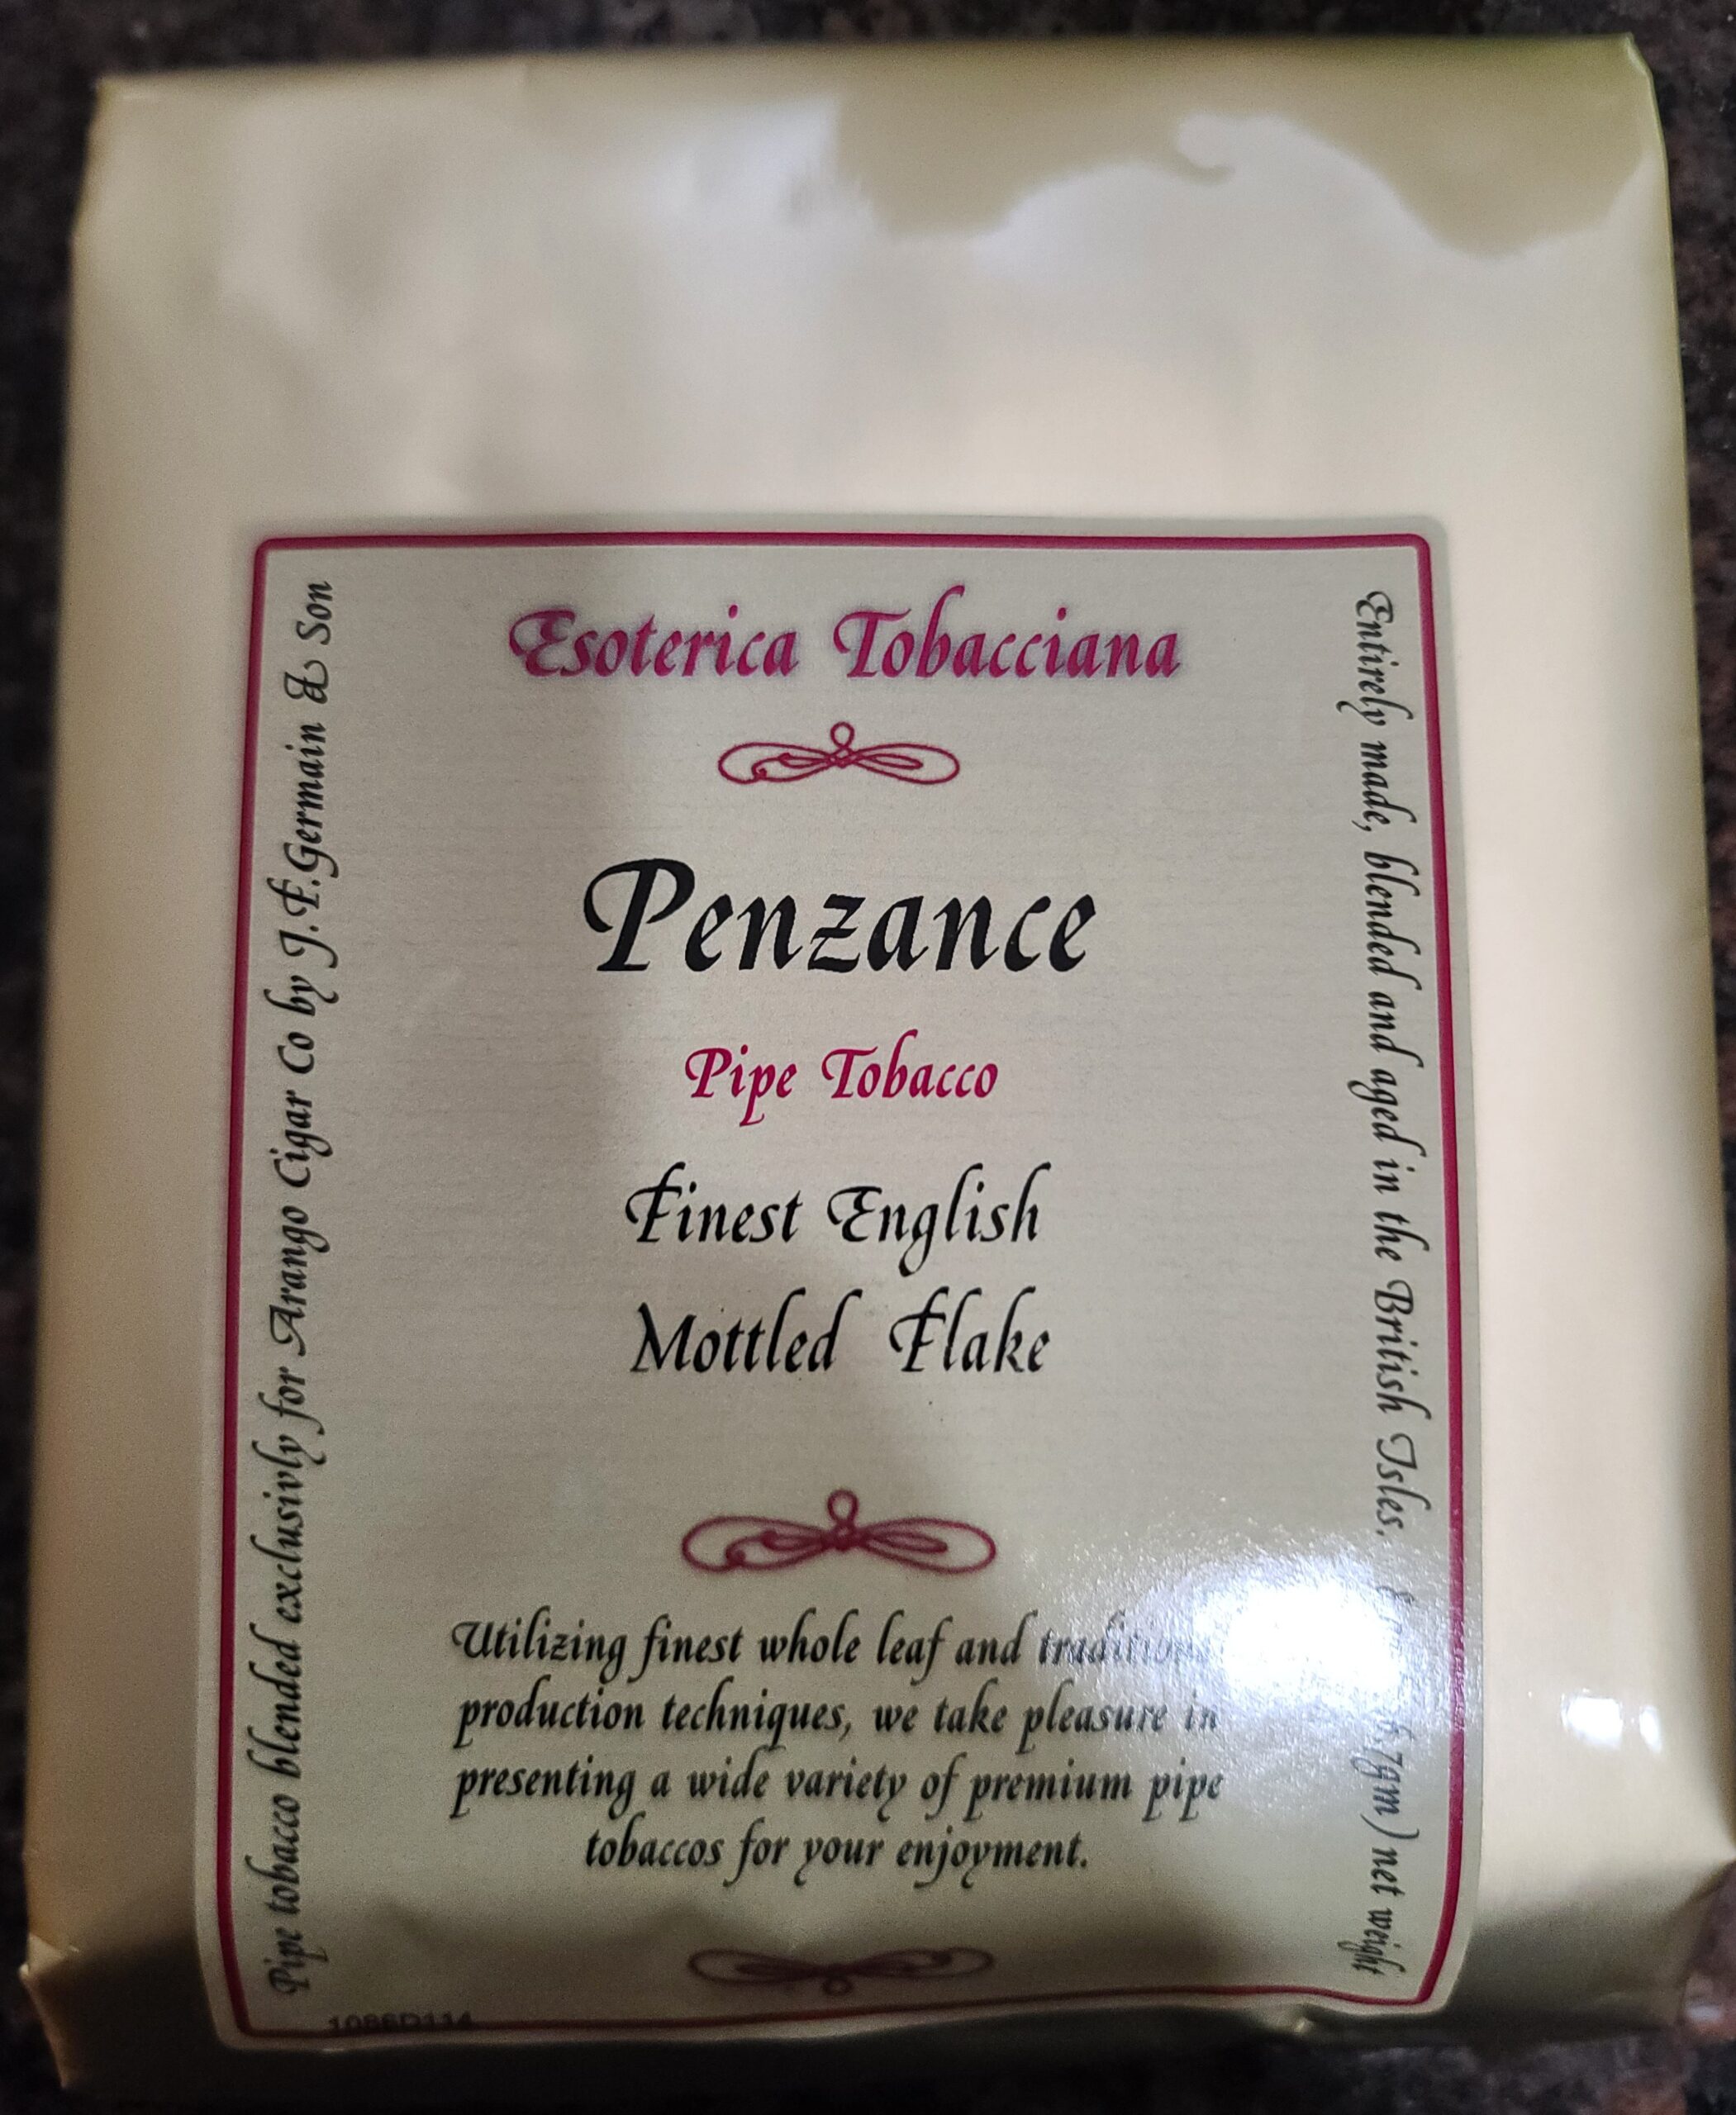 Esoterica Tobacciana
Penzance
Pipe Tobacco
Finest English
Mottled Flake
Utilizing finest whole leaf and
production techniques, we take pleasure in
presenting a wide variety of premium pipe
tobaccos for your enjoyment.
Pipe tobacco blended exclusivly for Arango Cigar Co by J.F.Germain & Son
Entirely made, blended and aged in the British Isles. net weight